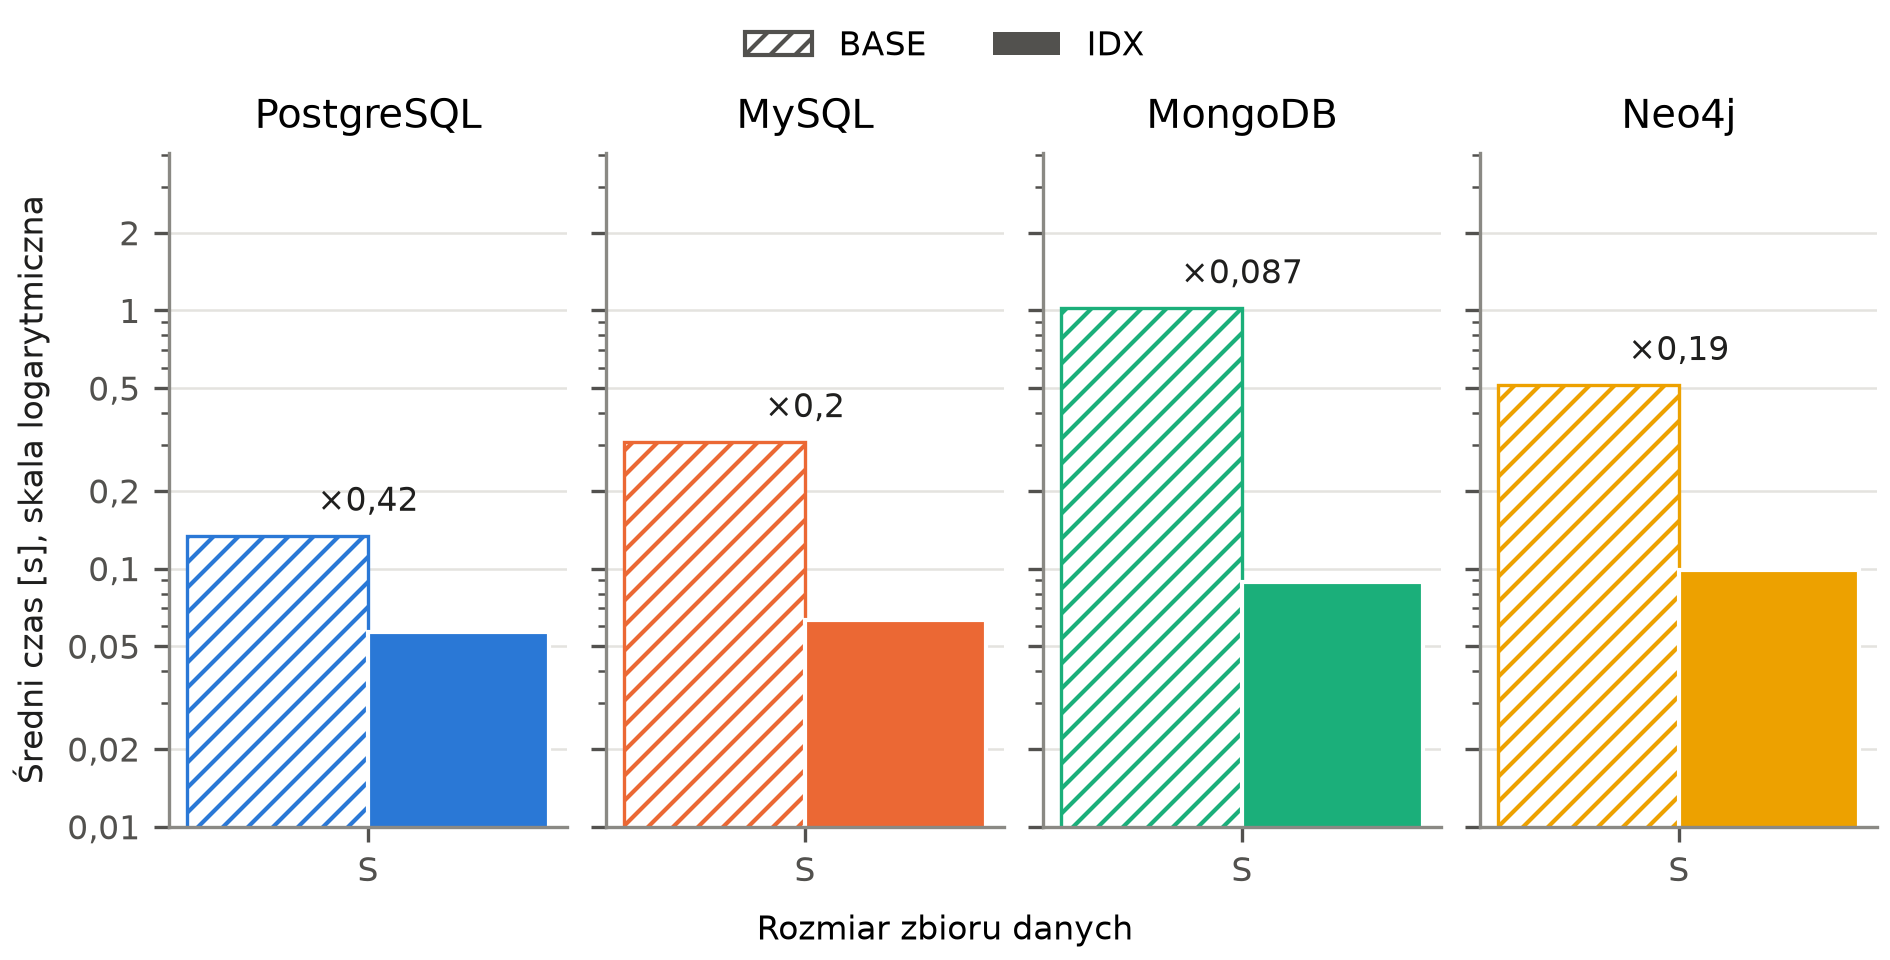 BASE IDX
PostgreSQL MySQL MongoDB Neo4j
Średni czas [s], skala logarytmiczna
2
1
0,5
0,2
0,1
0,05
0,02
0,01
×0,42
×0,2
×0,087
×0,19
S S S S
Rozmiar zbioru danych